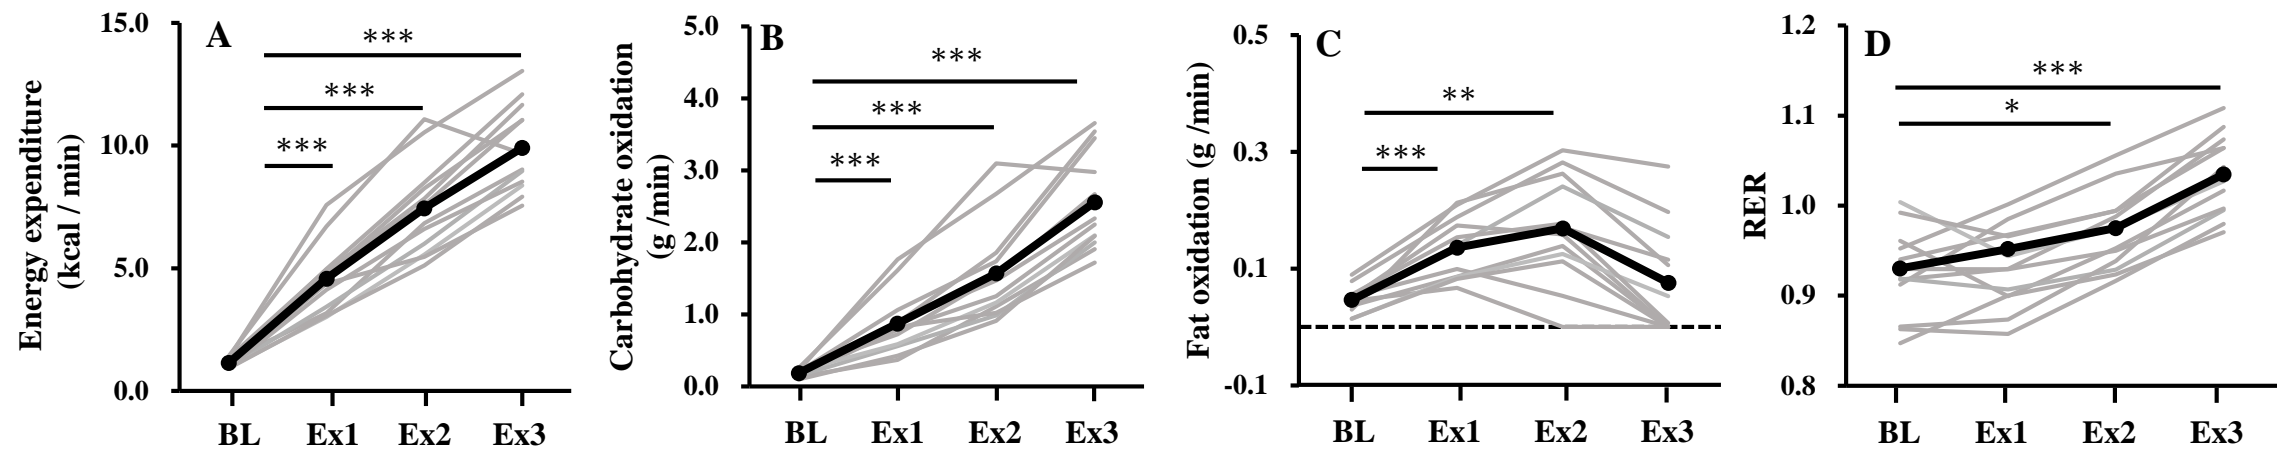 A
Energy expenditure
(kcal / min)
15.0
10.0
5.0
0.0
***
***
***
BL Ex1 Ex2 Ex3
B
Carbohydrate oxidation
(g /min)
5.0
4.0
3.0
2.0
1.0
0.0
***
***
***
BL Ex1 Ex2 Ex3
C
Fat oxidation (g /min)
0.5
0.3
0.1
-0.1
**
***
BL Ex1 Ex2 Ex3
D
RER
1.2
1.1
1.0
0.9
0.8
***
*
BL Ex1 Ex2 Ex3